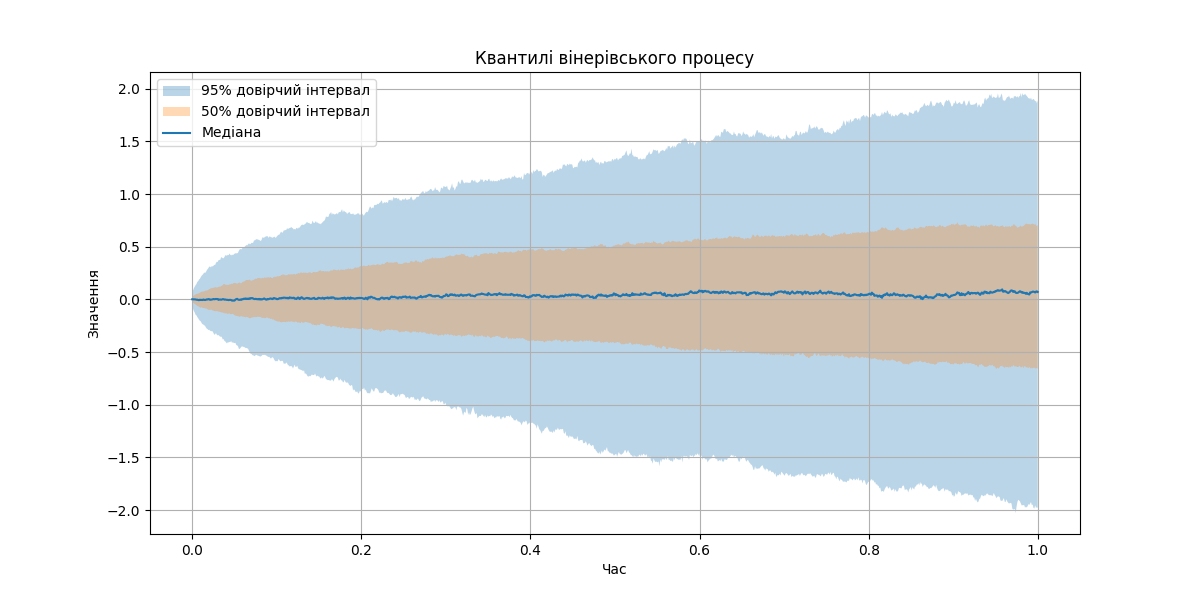 Квантилі вінерівського процесу
95% довірчий інтервал
50% довірчий інтервал
Медіана
Значення
2.0
1.5
1.0
0.5
0.0
−0.5
−1.0
−1.5
−2.0
0.0 0.2 0.4 0.6 0.8 1.0
Час